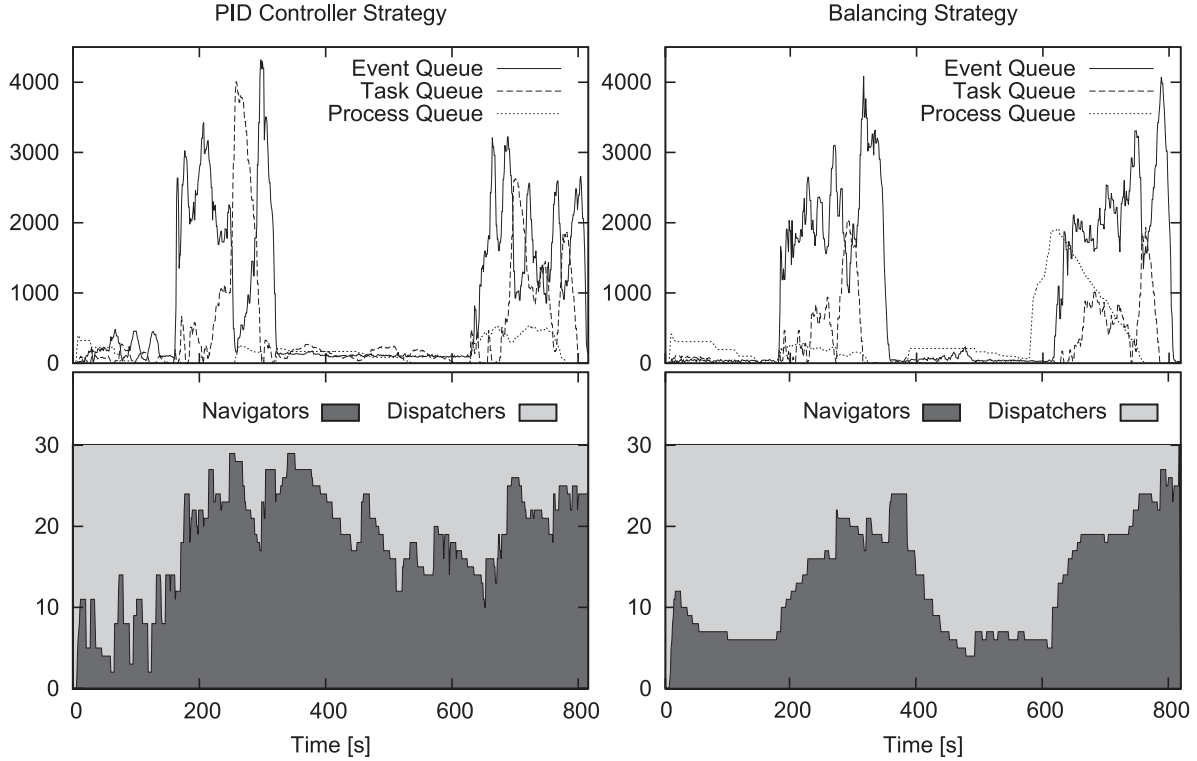 PID Controller Strategy
Balancing Strategy
Event Queue
Task Queue
Process Queue
4000
3000
2000
1000
0
Event Queue
Task Queue
Process Queue
4000
3000
2000
1000
0
Navigators
Dispatchers
30
20
10
0
0
200
400
600
800
Time [s]
Navigators
Dispatchers
30
20
10
0
0
200
400
600
800
Time [s]